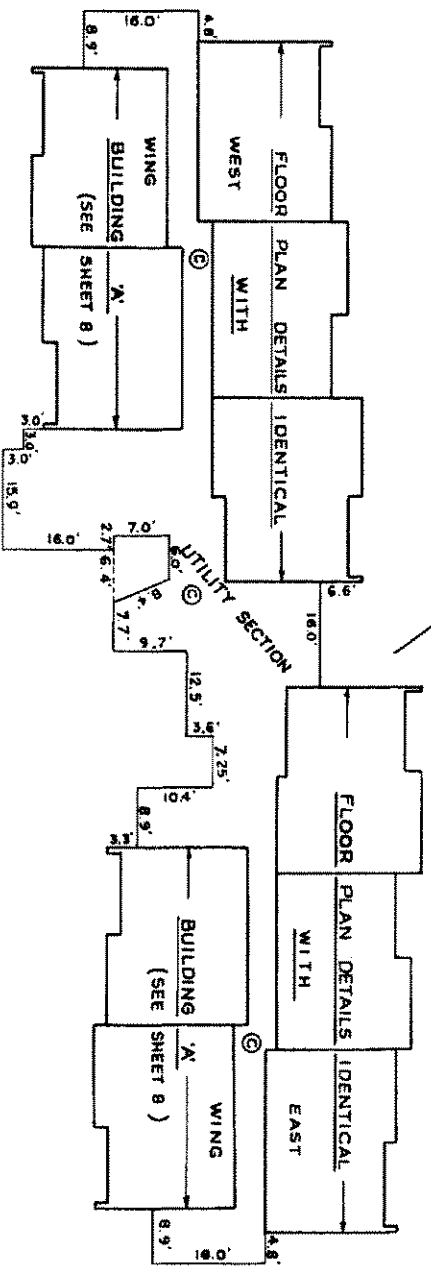 16.0'
4.8'
8.9'
WEST
WING
FLOOR PLAN DETAILS IDENTICAL
WITH
BUILDING 'A'
(SEE SHEET 8)
©
3.0'
3.0'
3.0'
15.9'
16.0'
2.7'
6.4'
7.0'
6.0'
8.4'
©
UTILITY SECTION
7.7'
9.7'
12.5'
3.6'
7.25'
10.4'
8.9'
3.3'
6.6'
16.0'
FLOOR PLAN DETAILS IDENTICAL
WITH
BUILDING 'A'
(SEE SHEET 8)
©
EAST
WING
8.9'
16.0'
4.8'